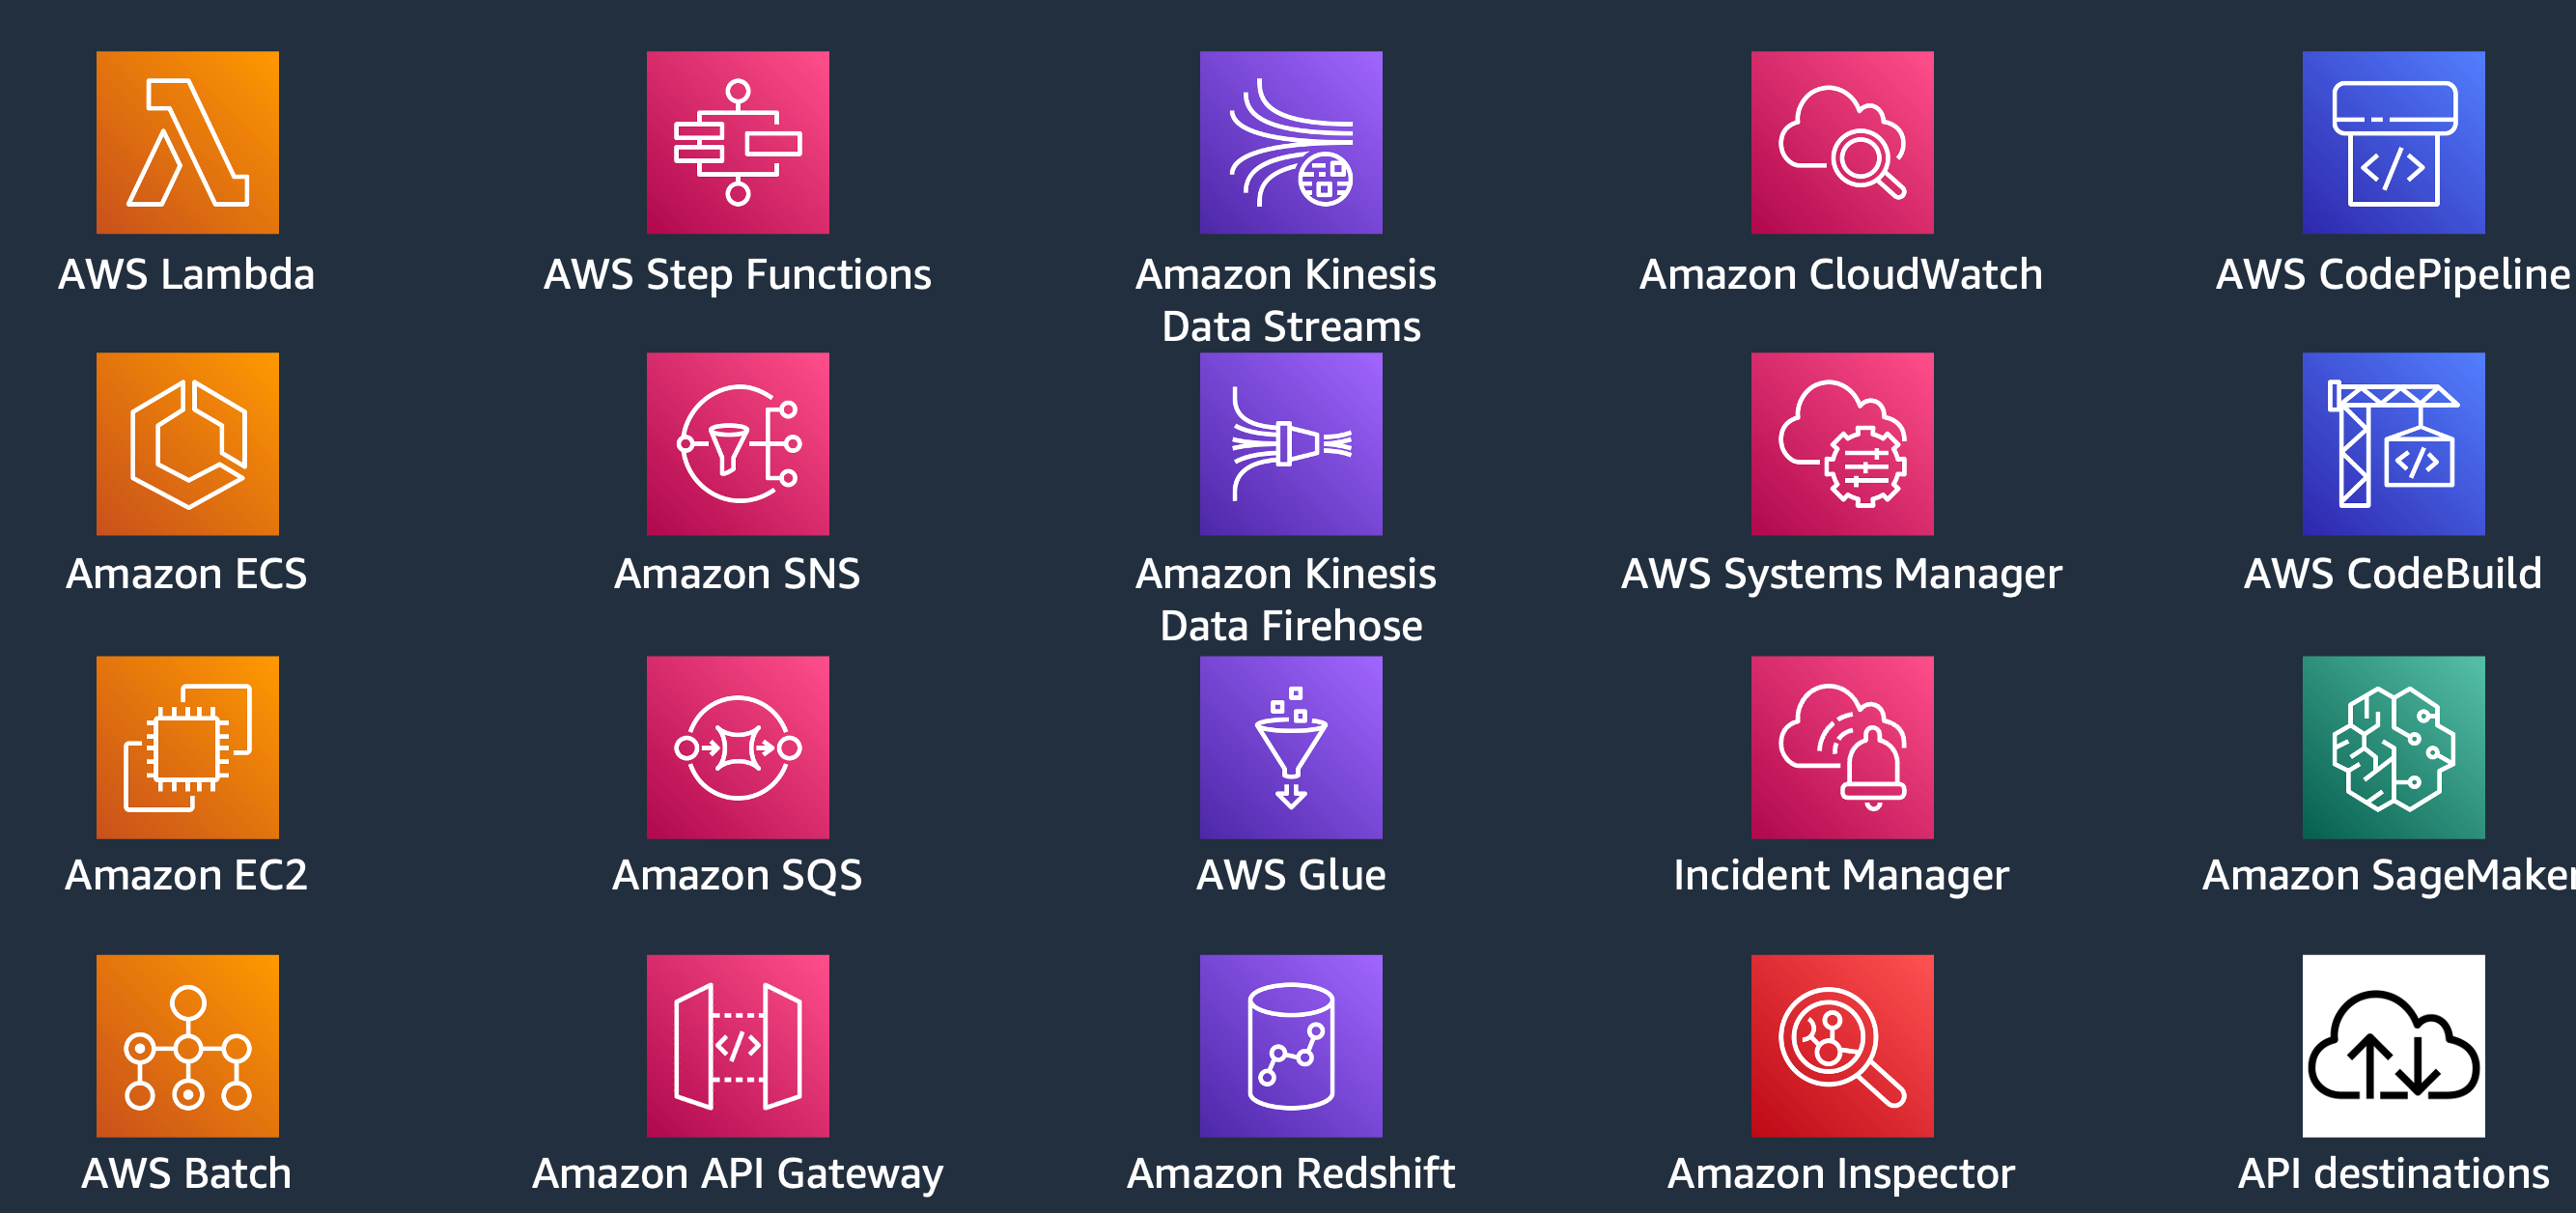 AWS Lambda
AWS Step Functions
Amazon Kinesis
Data Streams
Amazon CloudWatch
AWS CodePipeline
Amazon ECS
Amazon SNS
Amazon Kinesis
Data Firehose
AWS Systems Manager
AWS CodeBuild
Amazon EC2
Amazon SQS
AWS Glue
Incident Manager
Amazon SageMaker
AWS Batch
Amazon API Gateway
Amazon Redshift
Amazon Inspector
API destinations